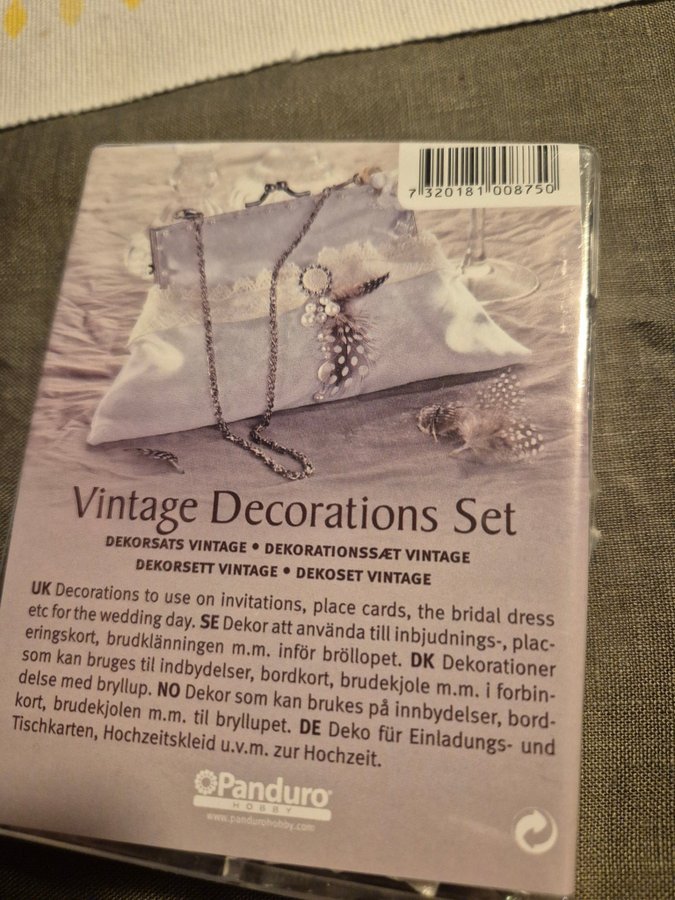 7 320181 008750
Vintage Decorations Set
DEKORSATS VINTAGE • DEKORATIONSSÆT VINTAGE
DEKORSETT VINTAGE • DEKOSET VINTAGE
UK Decorations to use on invitations, place cards, the bridal dress
etc for the wedding day. SE Dekor att använda till inbjudnings-, plac-
eringskort, brudklänningen m.m. inför bröllopet. DK Dekorationer
som kan bruges til indbydelser, bordkort, brudekjole m.m. i forbin-
delse med bryllup. NO Dekor som kan brukes på innbydelser, bord-
kort, brudekjolen m.m. til bryllupet. DE Deko für Einladungs- und
Tischkarten, Hochzeitskleid u.v.m. zur Hochzeit.
Panduro®
HOBBY
www.pandurohobby.com